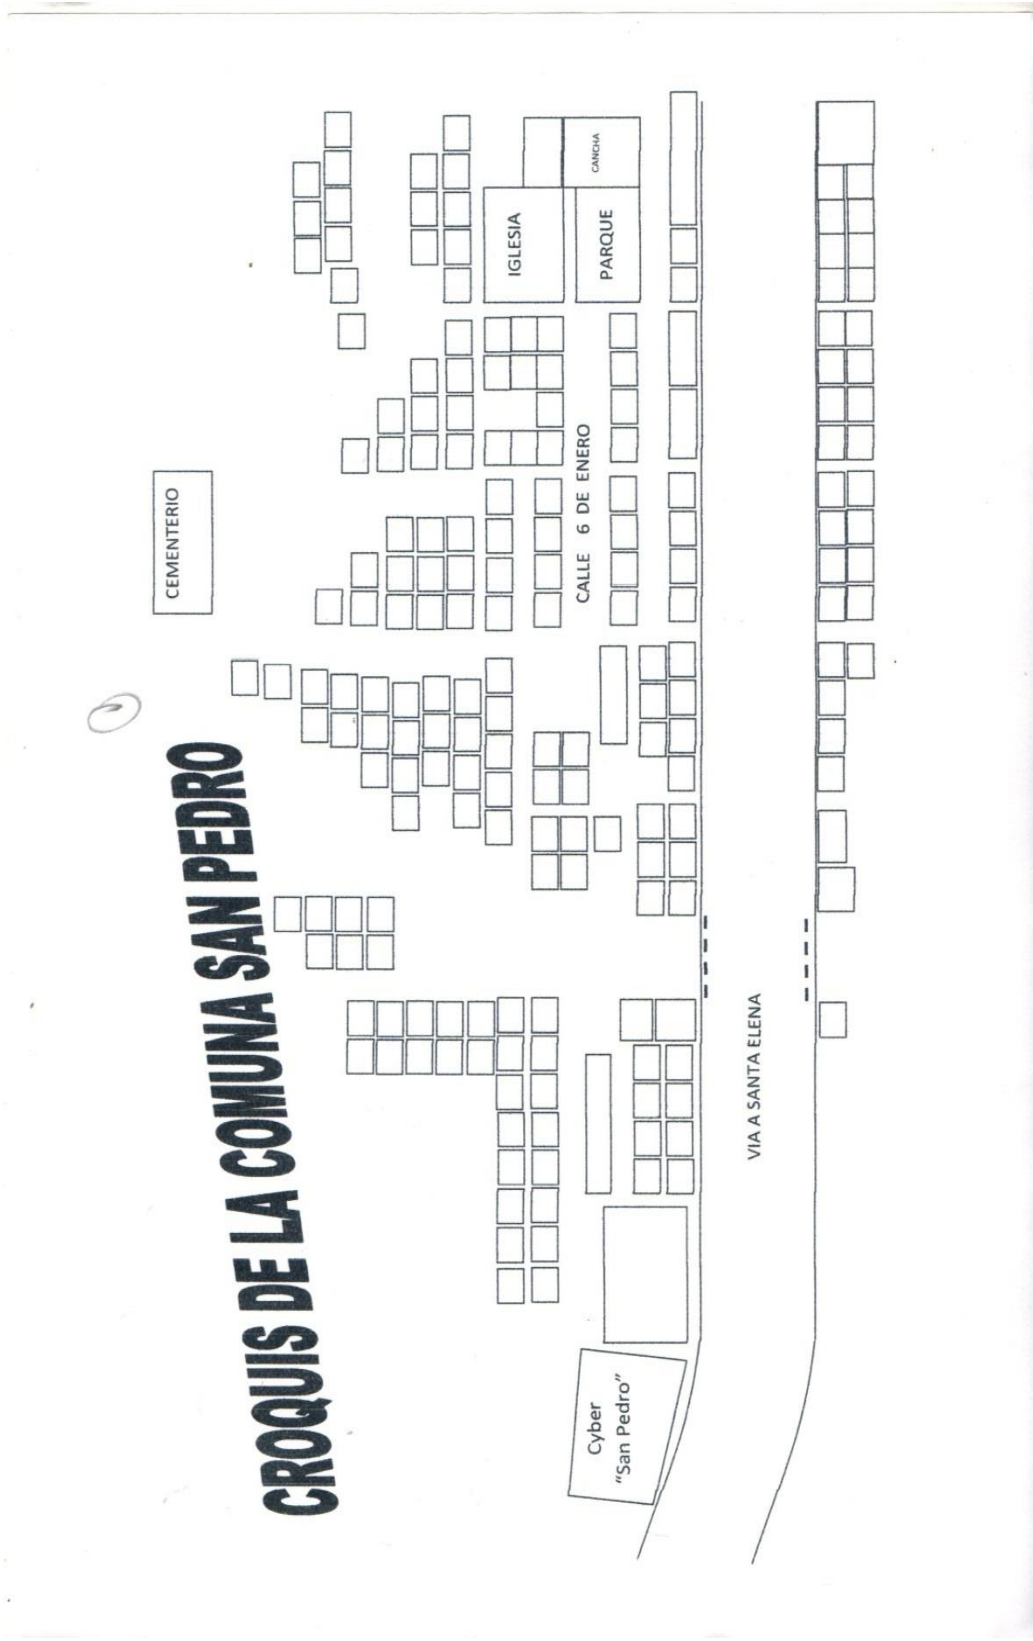 CROQUIS DE LA COMUNA SAN PEDRO
CEMENTERIO
IGLESIA
CANCHA
PARQUE
CALLE 6 DE ENERO
Cyber
“San Pedro”
VIA A SANTA ELENA